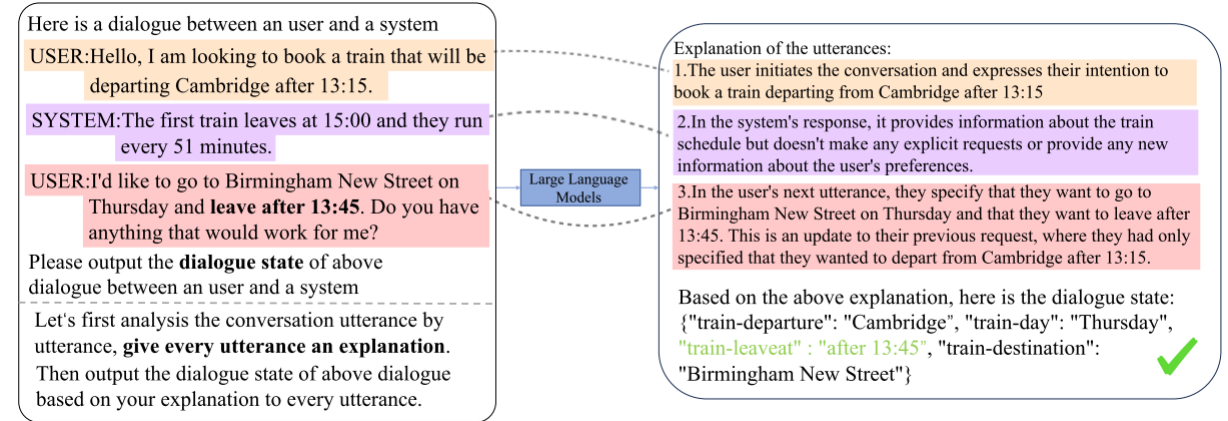 Here is a dialogue between an user and a system
USER:Hello, I am looking to book a train that will be
departing Cambridge after 13:15.
SYSTEM:The first train leaves at 15:00 and they run
every 51 minutes.
USER:I'd like to go to Birmingham New Street on
Thursday and leave after 13:45. Do you have
anything that would work for me?
Please output the dialogue state of above
dialogue between an user and a system
Let‘s first analysis the conversation utterance by
utterance, give every utterance an explanation.
Then output the dialogue state of above dialogue
based on your explanation to every utterance.
Large Language
Models
Explanation of the utterances:
1.The user initiates the conversation and expresses their intention to
book a train departing from Cambridge after 13:15
2.In the system's response, it provides information about the train
schedule but doesn't make any explicit requests or provide any new
information about the user's preferences.
3.In the user's next utterance, they specify that they want to go to
Birmingham New Street on Thursday and that they want to leave after
13:45. This is an update to their previous request, where they had only
specified that they wanted to depart from Cambridge after 13:15.
Based on the above explanation, here is the dialogue state:
{"train-departure": "Cambridge”, "train-day": "Thursday",
"train-leaveat" : "after 13:45”, "train-destination":
"Birmingham New Street"}